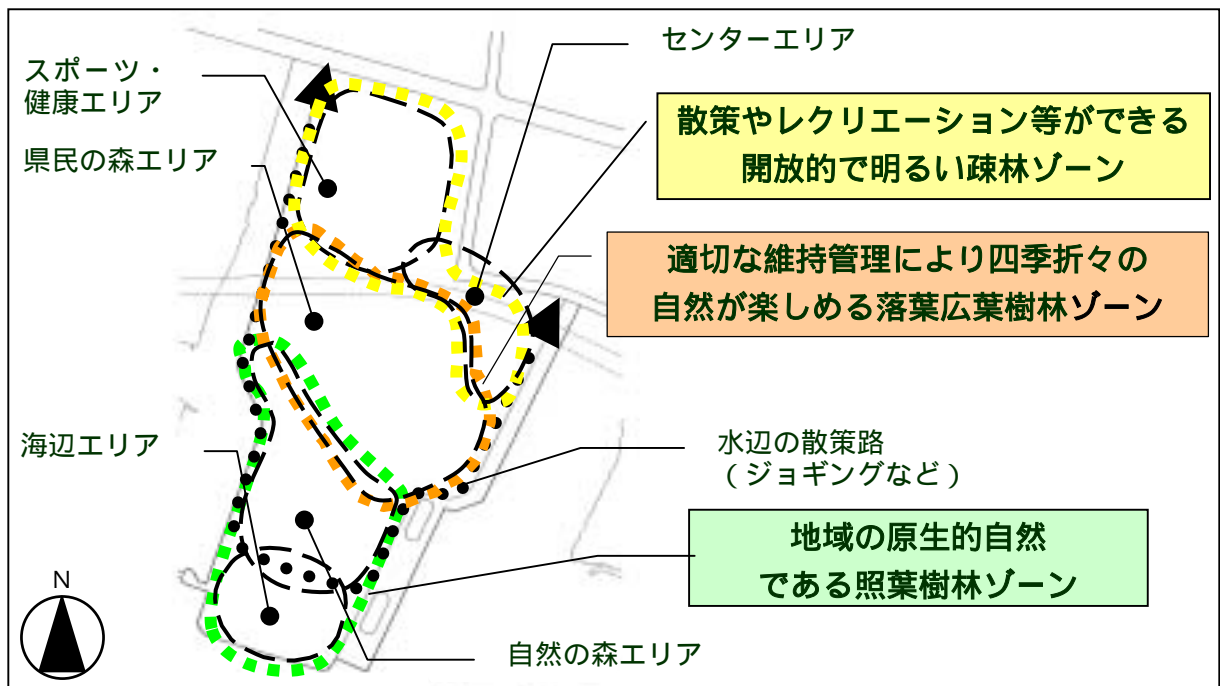 センターエリア
スポーツ・
健康エリア
県民の森エリア
散策やレクリエーション等ができる
開放的で明るい疎林ゾーン
適切な維持管理により四季折々の
自然が楽しめる落葉広葉樹林ゾーン
海辺エリア
水辺の散策路
（ジョギングなど）
地域の原生的自然
である照葉樹林ゾーン
N
自然の森エリア